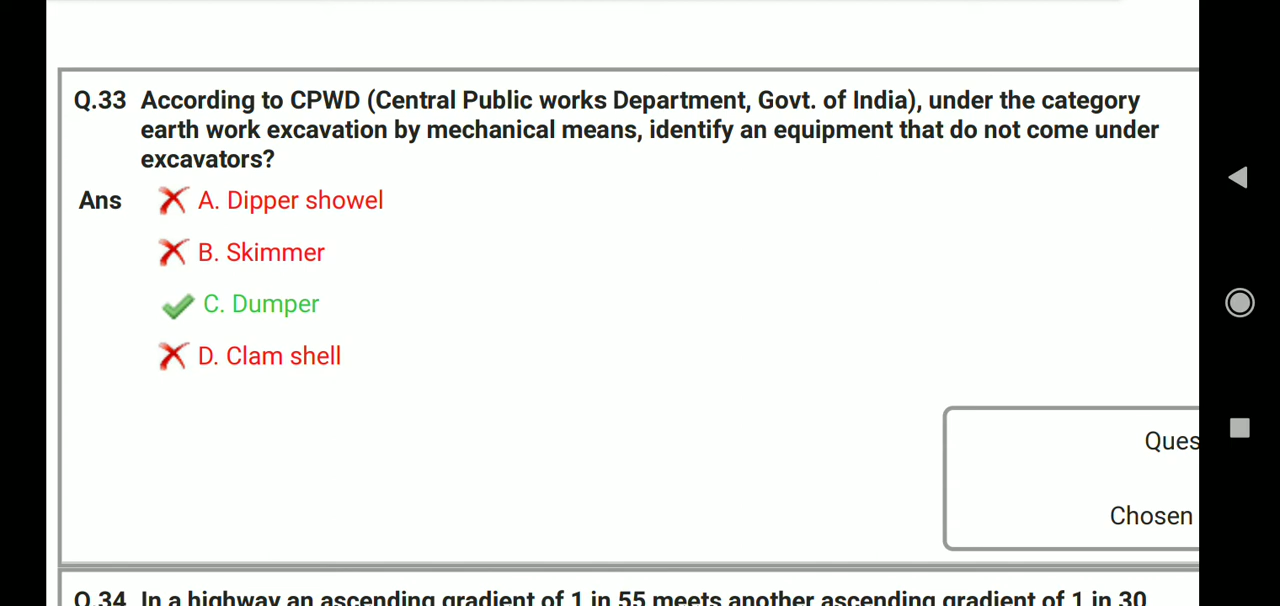 Q.33 According to CPWD (Central Public works Department, Govt. of India), under the category
earth work excavation by mechanical means, identify an equipment that do not come under
excavators?
Ans A. Dipper showel
B. Skimmer
C. Dumper
D. Clam shell
Ques
Chosen
Q.34 In a highway an ascending gradient of 1 in 55 meets another ascending gradient of 1 in 30